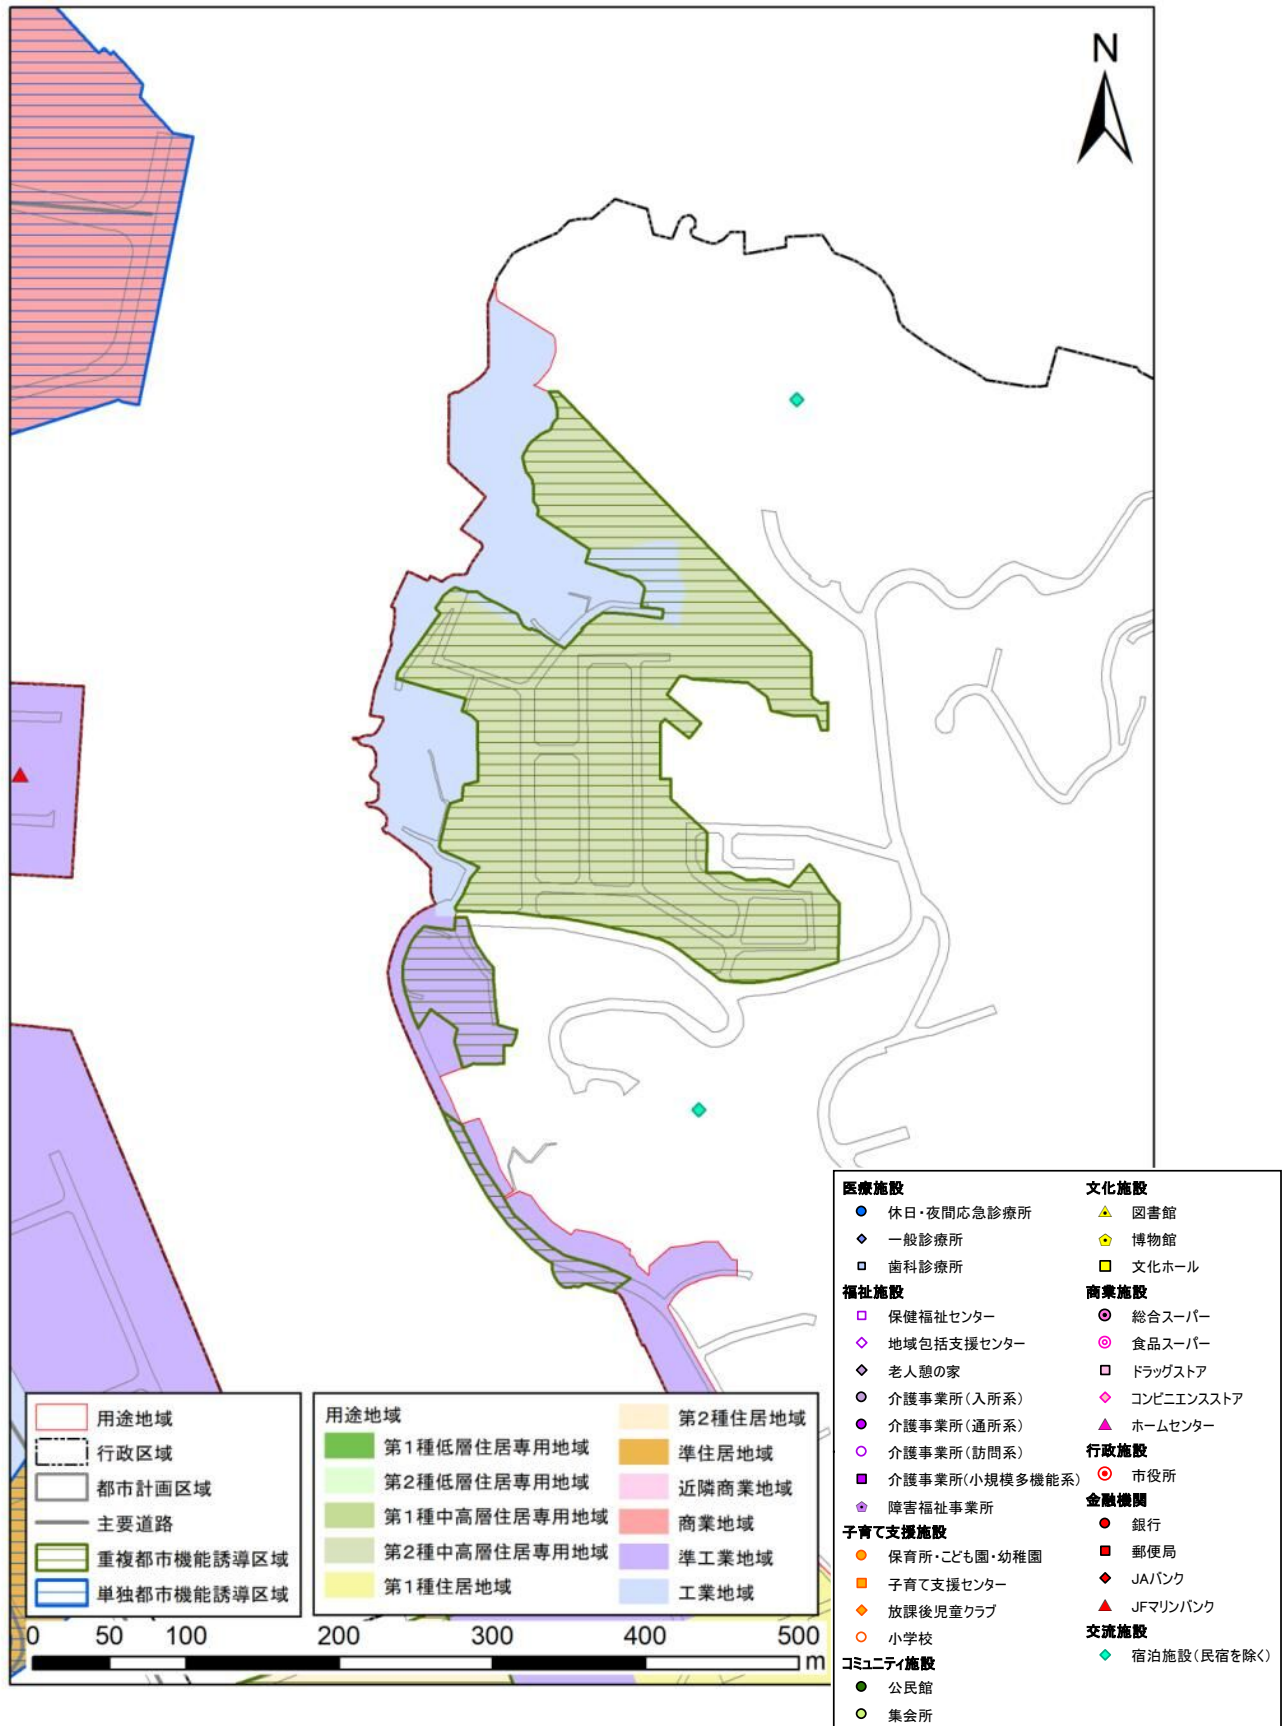 N
用途地域
行政区域
都市計画区域
主要道路
重複都市機能誘導区域
単独都市機能誘導区域
用途地域
第1種低層住居専用地域
第2種低層住居専用地域
第1種中高層住居専用地域
第2種中高層住居専用地域
第1種住居地域
第2種住居地域
準住居地域
近隣商業地域
商業地域
準工業地域
工業地域
0 50 100 200 300 400 500
m
医療施設
休日・夜間応急診療所
一般診療所
歯科診療所
福祉施設
保健福祉センター
地域包括支援センター
老人憩の家
介護事業所(入所系)
介護事業所(通所系)
介護事業所(訪問系)
介護事業所(小規模多機能系)
障害福祉事業所
子育て支援施設
保育所・こども園・幼稚園
子育て支援センター
放課後児童クラブ
小学校
コミュニティ施設
公民館
集会所
文化施設
図書館
博物館
文化ホール
商業施設
総合スーパー
食品スーパー
ドラッグストア
コンビニエンスストア
ホームセンター
行政施設
市役所
金融機関
銀行
郵便局
JAバンク
JFマリンバンク
交流施設
宿泊施設(民宿を除く)